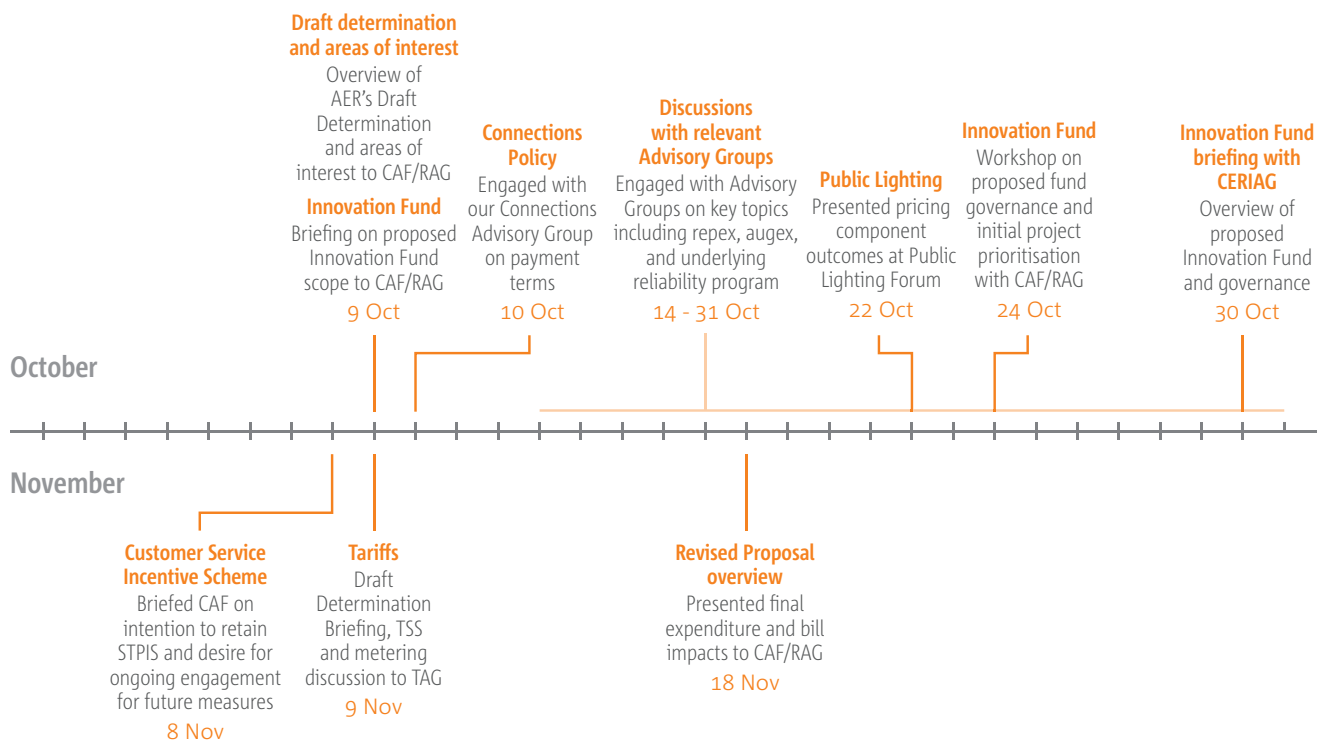 Draft determination
and areas of interest
Overview of
AER's Draft
Determination
and areas of
interest to CAF/RAG
Innovation Fund
Briefing on proposed
Innovation Fund
scope to CAF/RAG
9 Oct
Connections
Policy
Engaged with
our Connections
Advisory Group
on payment
terms
10 Oct
Discussions
with relevant
Advisory Groups
Engaged with Advisory
Groups on key topics
including repex, augex,
and underlying
reliability program
14 - 31 Oct
Public Lighting
Presented pricing
component
outcomes at Public
Lighting Forum
22 Oct
Innovation Fund
Workshop on
proposed fund
governance and
initial project
prioritisation
with CAF/RAG
24 Oct
Innovation Fund
briefing with
CERIAG
Overview of
proposed
Innovation Fund
and governance
30 Oct
October
November
Customer Service
Incentive Scheme
Briefed CAF on
intention to retain
STPIS and desire for
ongoing engagement
for future measures
8 Nov
Tariffs
Draft
Determination
Briefing, TSS
and metering
discussion to TAG
9 Nov
Revised Proposal
overview
Presented final
expenditure and bill
impacts to CAF/RAG
18 Nov